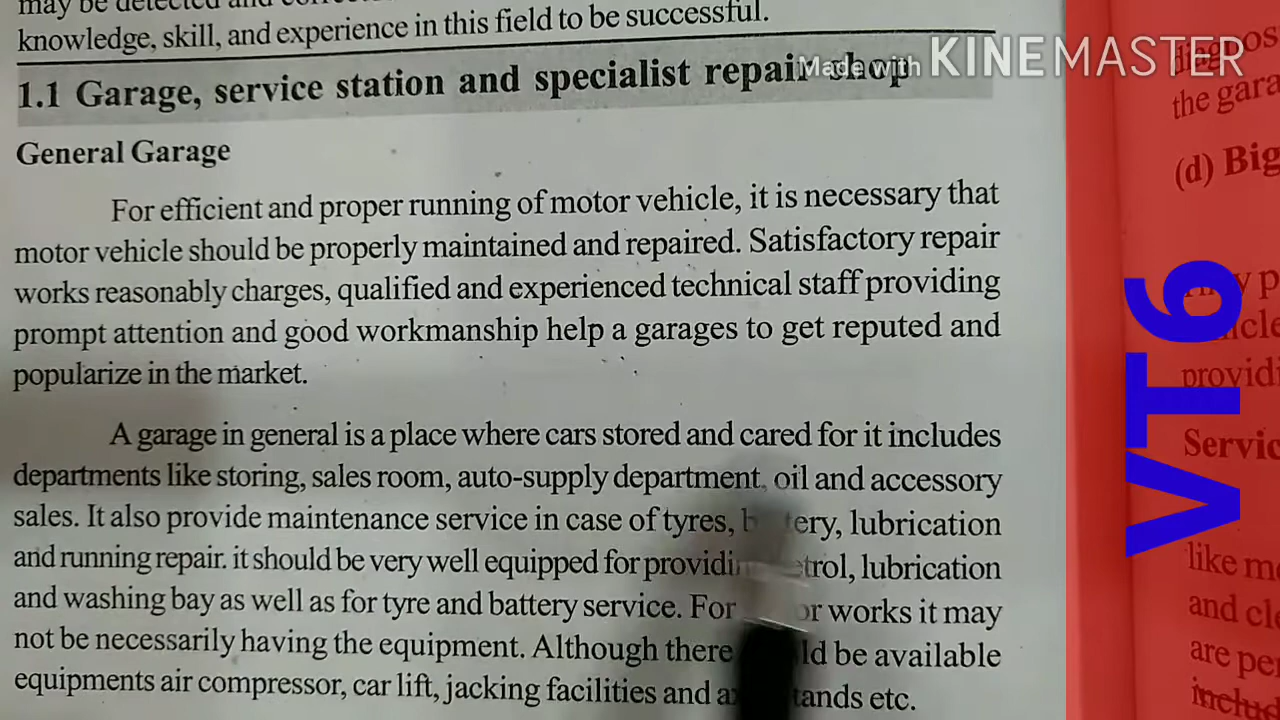 may be detected and
knowledge, skill, and experience in this field to be successful.
Made with KINEMASTER
1.1 Garage, service station and specialist repair shop
General Garage
For efficient and proper running of motor vehicle, it is necessary that
motor vehicle should be properly maintained and repaired. Satisfactory repair
works reasonably charges, qualified and experienced technical staff providing
prompt attention and good workmanship help a garages to get reputed and
popularize in the market.
A garage in general is a place where cars stored and cared for it includes
departments like storing, sales room, auto-supply department, oil and accessory
sales. It also provide maintenance service in case of tyres, lubrication
and running repair. it should be very well equipped for lubrication
and washing bay as well as for tyre and battery service. For works it may
not be necessarily having the equipment. Although there be available
equipments air compressor, car lift, jacking facilities and etc.
the
(d) Big
VT6
and
are